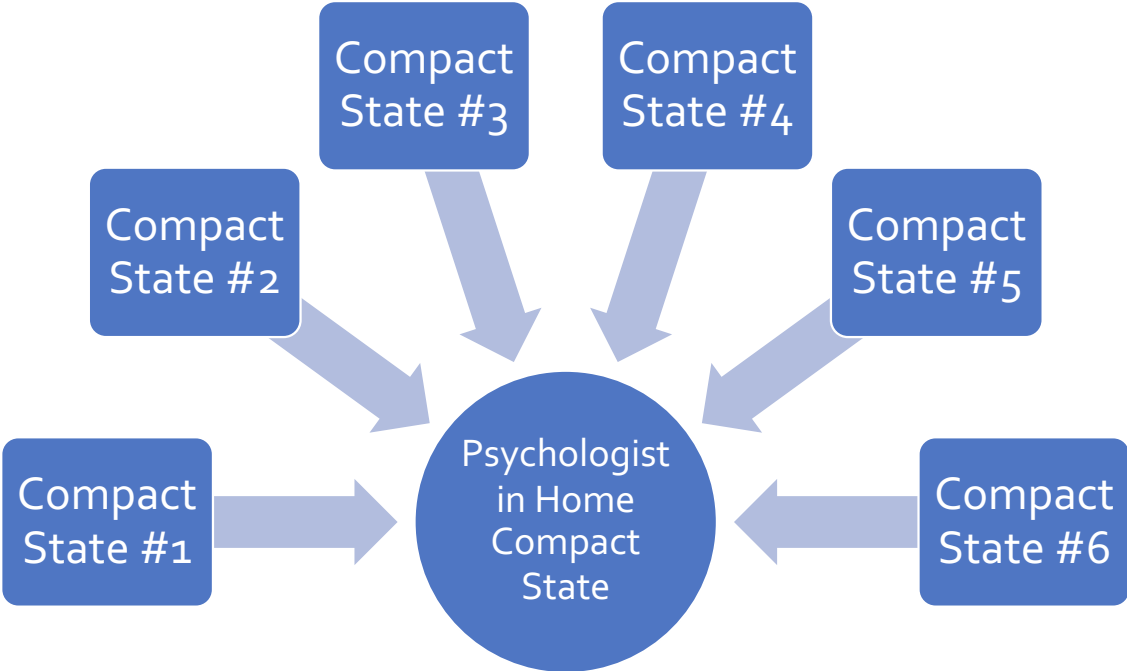 Compact
State #1
Compact
State #2
Compact
State #3
Compact
State #4
Compact
State #5
Compact
State #6
Psychologist
in Home
Compact
State